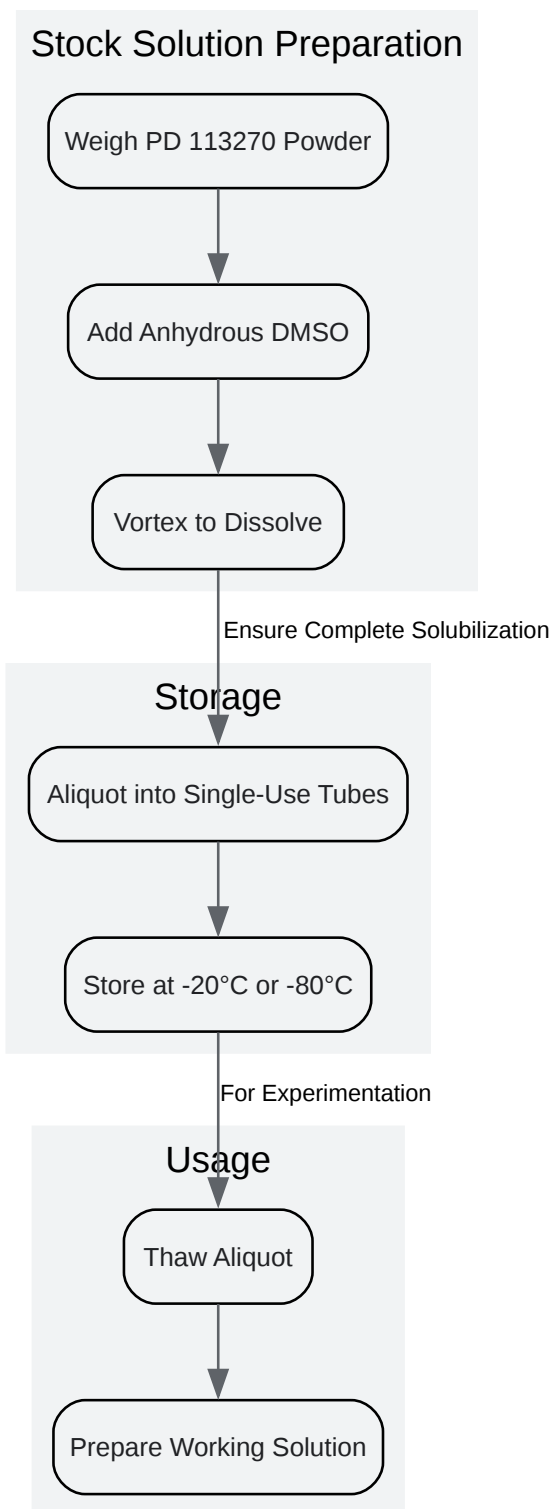 Stock Solution Preparation
Weigh PD 113270 Powder
Add Anhydrous DMSO
Vortex to Dissolve
Ensure Complete Solubilization
Storage
Aliquot into Single-Use Tubes
Store at -20°C or -80°C
For Experimentation
Usage
Thaw Aliquot
Prepare Working Solution